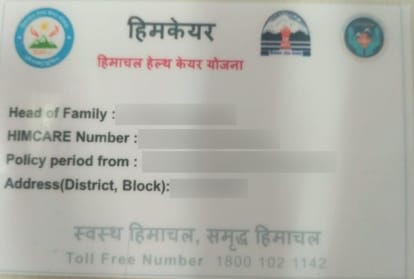 हिमकेयर
हिमाचल हेल्थ केयर योजना
Head of Family :
HIMCARE Number :
Policy period from :
Address(District, Block):
स्वस्थ हिमाचल, समृद्ध हिमाचल
Toll Free Number 1800 102 1142